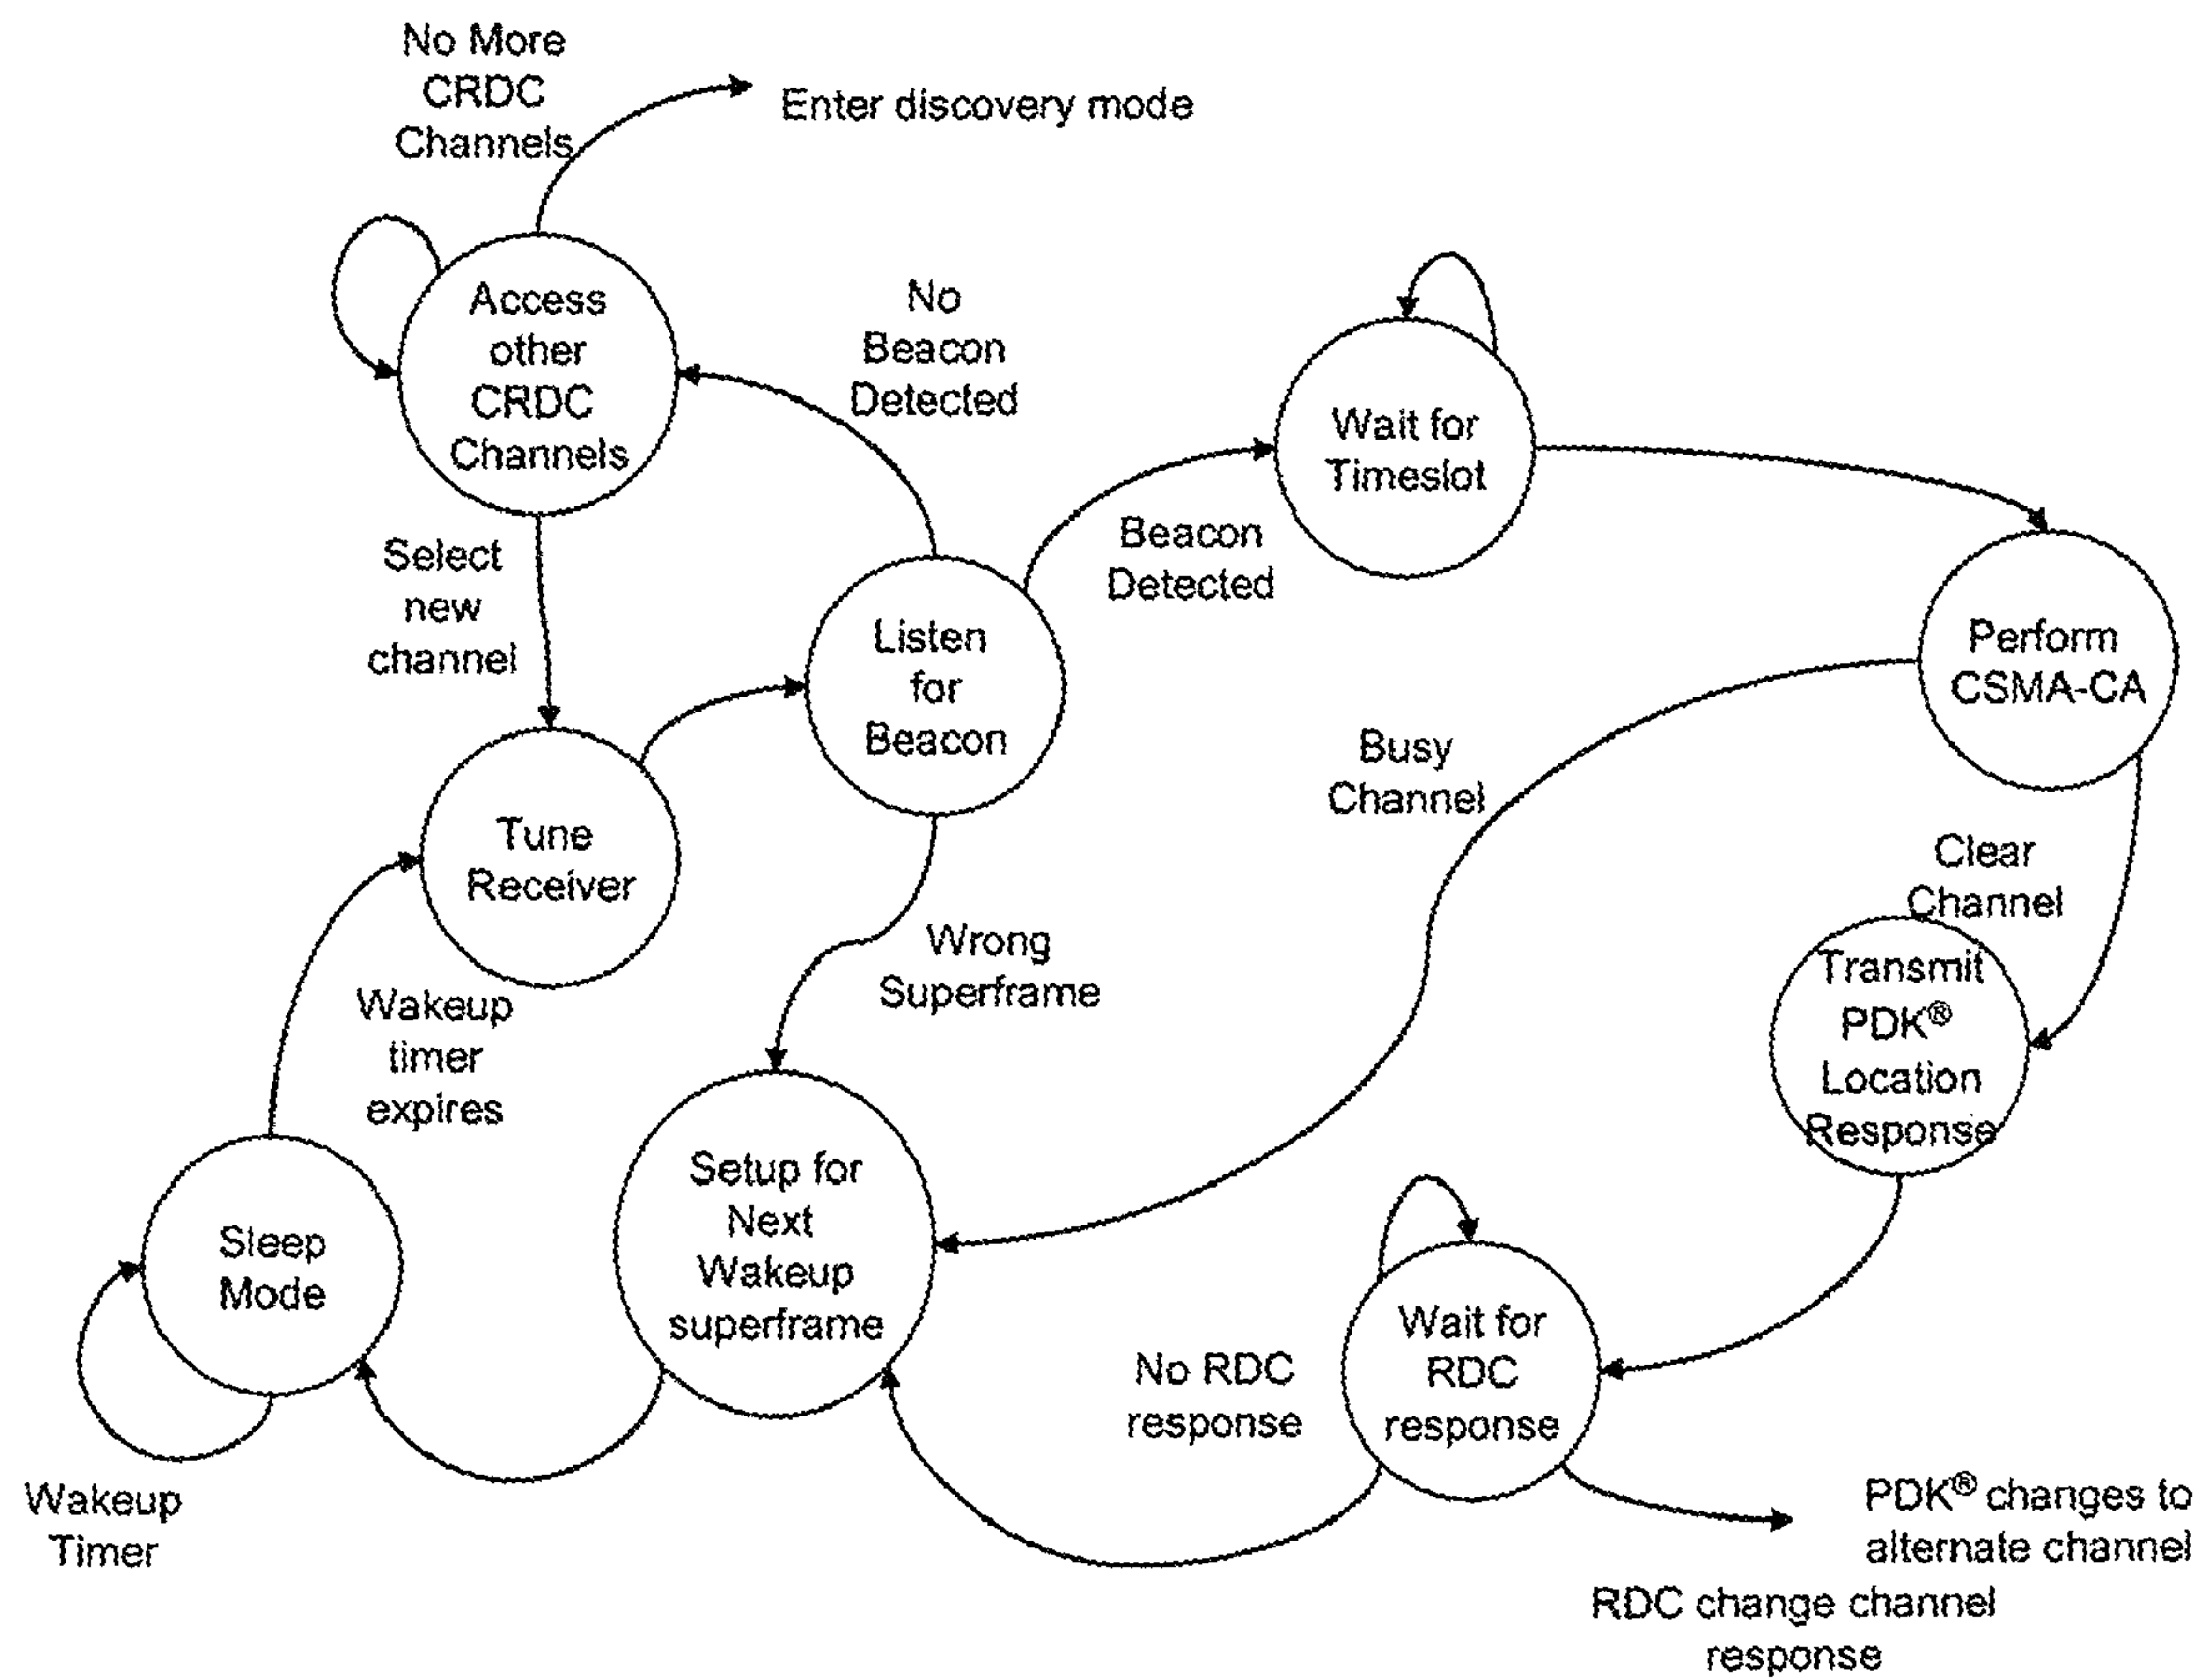 No More
CRDC
Channels
Enter discovery mode
Access
other
CRDC
Channels
No
Beacon
Detected
Wait for
Timeslot
Select
new
channel
Beacon
Detected
Listen
for
Beacon
Perform
CSMA-CA
Busy
Channel
Tune
Receiver
Clear
Channel
Wrong
Superframe
Transmit
PDK®
Location
Response
Wakeup
timer
expires
Setup for
Next
Wakeup
superframe
Sleep
Mode
Wait for
RDC
response
No RDC
response
Wakeup
Timer
PDK® changes to
alternate channel
RDC change channel
response